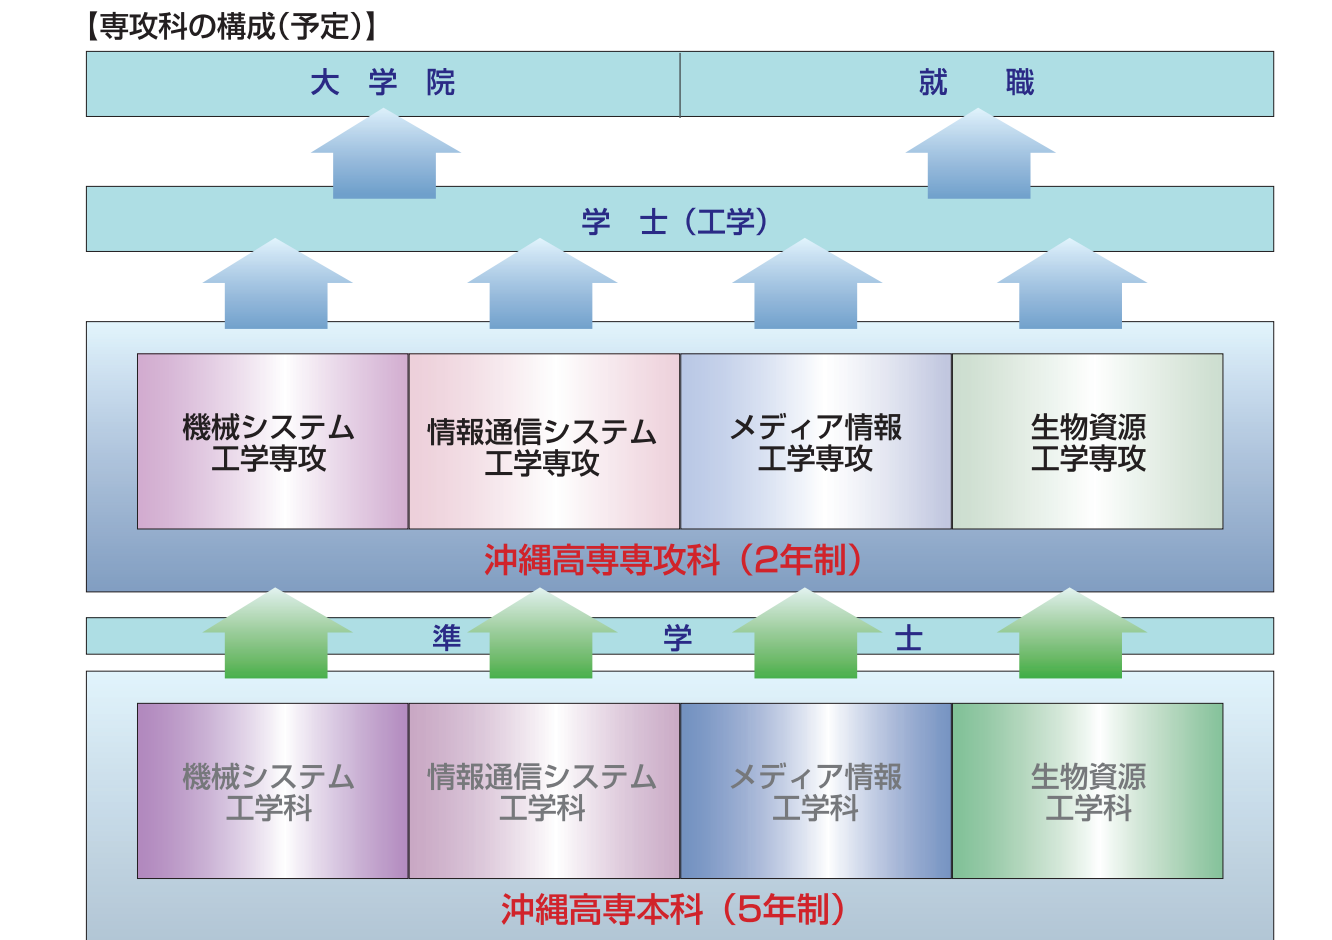 【専攻科の構成(予定)】
大 学 院
就 職
学 士(工学)
機械システム
工学専攻
情報通信システム
工学専攻
メディア情報
工学専攻
生物資源
工学専攻
沖縄高専専攻科(2年制)
準 学 士
機械システム
工学科
情報通信システム
工学科
メディア情報
工学科
生物資源
工学科
沖縄高専本科(5年制)